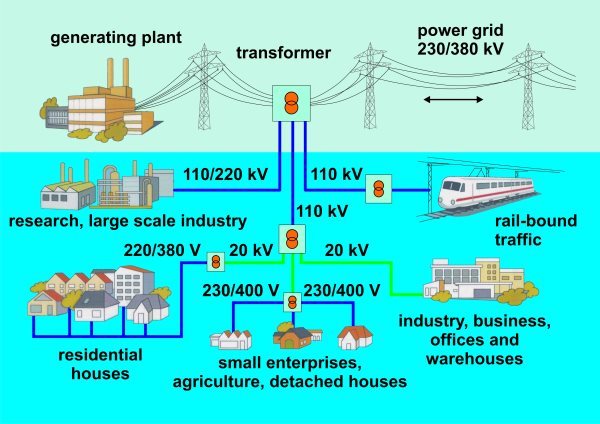 generating plant
transformer
power grid
230/380 kV
110/220 kV
110 kV
research, large scale industry
110 kV
rail-bound
traffic
220/380 V
20 kV
20 kV
230/400 V
230/400 V
residential
houses
small enterprises,
agriculture, detached houses
industry, business,
offices and
warehouses